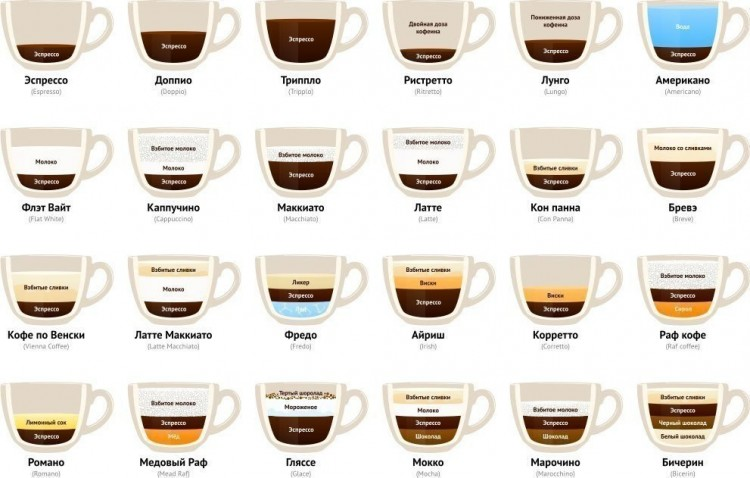 Эспрессо
Эспрессо
(Espresso)
Эспрессо
Доппио
(Doppio)
Эспрессо
Триппло
(Trippio)
Двойная доза
кофеина
Эспрессо
Ристретто
(Ritretto)
Пониженная доза
кофеина
Эспрессо
Лунго
(Lungo)
Вода
Эспрессо
Американо
(Americano)
Молоко
Эспрессо
Флэт Вайт
(Flat White)
Взбитое молоко
Молоко
Эспрессо
Каппучино
(Cappuccino)
Взбитое молоко
Эспрессо
Маккиато
(Macchiato)
Взбитое молоко
Молоко
Эспрессо
Латте
(Latte)
Взбитые сливки
Эспрессо
Кон панна
(Con Panna)
Молоко со сливками
Эспрессо
Бревэ
(Breve)
Взбитые сливки
Эспрессо
Кофе по Венски
(Vienna Coffee)
Взбитые сливки
Молоко
Эспрессо
Латте Маккиато
(Latte Macchiato)
Ликер
Эспрессо
Фредо
(Fredo)
Взбитые сливки
Виски
Эспрессо
Айриш
(Irish)
Виски
Эспрессо
Корретто
(Corretto)
Взбитое молоко
Эспрессо
Сироп
Раф кофе
(Raf coffee)
Лимонный сок
Эспрессо
Романо
(Romano)
Взбитое молоко
Эспрессо
Мёд
Медовый Раф
(Mead Raf)
Тертый шоколад
Мороженое
Эспрессо
Гляссе
(Glace)
Взбитые сливки
Молоко
Эспрессо
Шоколад
Мокко
(Mocha)
Взбитое молоко
Эспрессо
Шоколад
Марочино
(Marocchino)
Взбитые сливки
Эспрессо
Черный шоколад
Белый шоколад
Бичерин
(Bicerin)